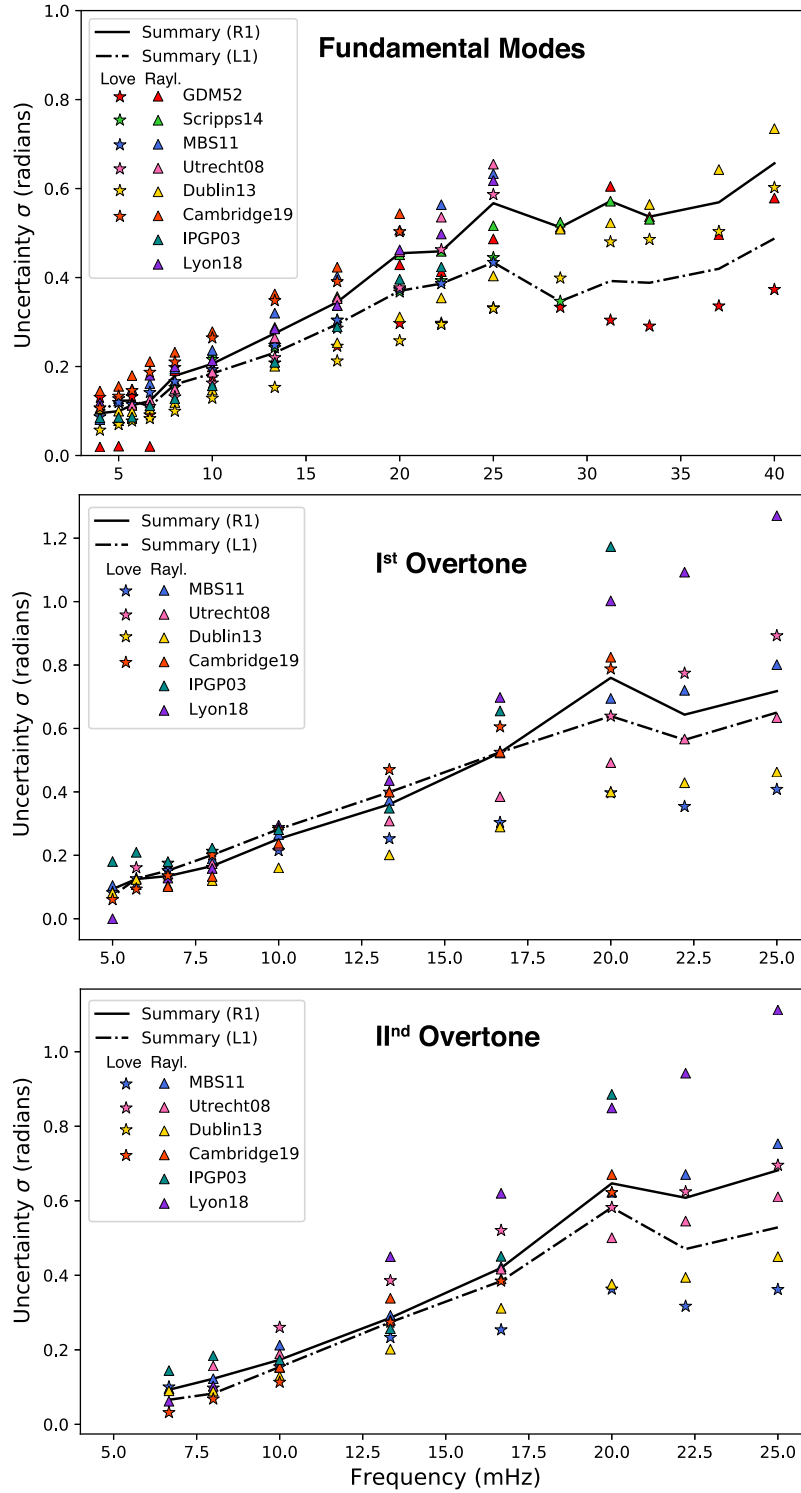 Fundamental Modes
Summary (R1)
Summary (L1)
Love Rayl.
GDM52
Scripps14
MBS11
Utrecht08
Dublin13
Cambridge19
IPGP03
Lyon18
Uncertainty σ (radians)
1.0
0.8
0.6
0.4
0.2
0.0
5 10 15 20 25 30 35 40
Iˢᵗ Overtone
Summary (R1)
Summary (L1)
Love Rayl.
MBS11
Utrecht08
Dublin13
Cambridge19
IPGP03
Lyon18
Uncertainty σ (radians)
1.2
1.0
0.8
0.6
0.4
0.2
0.0
5.0 7.5 10.0 12.5 15.0 17.5 20.0 22.5 25.0
IIⁿᵈ Overtone
Summary (R1)
Summary (L1)
Love Rayl.
MBS11
Utrecht08
Dublin13
Cambridge19
IPGP03
Lyon18
Uncertainty σ (radians)
1.0
0.8
0.6
0.4
0.2
0.0
5.0 7.5 10.0 12.5 15.0 17.5 20.0 22.5 25.0
Frequency (mHz)